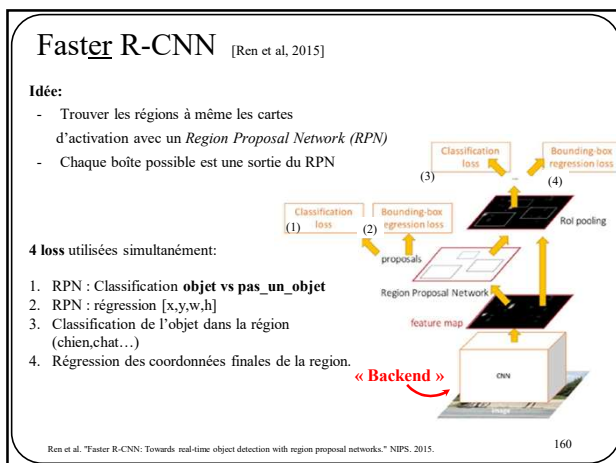 Faster R-CNN [Ren et al, 2015]
Idée:
- Trouver les régions à même les cartes
d'activation avec un Region Proposal Network (RPN)
- Chaque boîte possible est une sortie du RPN
4 loss utilisées simultanément:
1. RPN : Classification objet vs pas_un_objet
2. RPN : régression [x,y,w,h]
3. Classification de l'objet dans la région
(chien,chat…)
4. Régression des coordonnées finales de la region.
Classification
loss
(3)
Bounding-box
regression loss
(4)
...
RoI pooling
Classification
loss
(1)
Bounding-box
regression loss
(2)
proposals
Region Proposal Network
feature map
CNN
image
« Backend »
Ren et al. "Faster R-CNN: Towards real-time object detection with region proposal networks." NIPS. 2015.
160